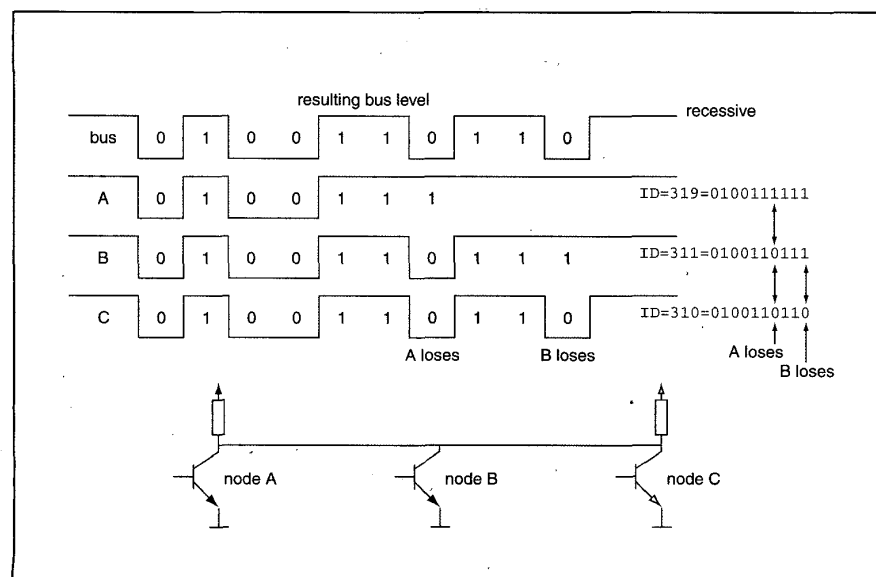 resulting bus level
recessive
bus 0 1 0 0 1 1 0 1 1 0
A 0 1 0 0 1 1 1 ID=319=0100111111
B 0 1 0 0 1 1 0 1 1 1 ID=311=0100110111
C 0 1 0 0 1 1 0 1 1 0 ID=310=0100110110
A loses B loses A loses
B loses
node A node B node C